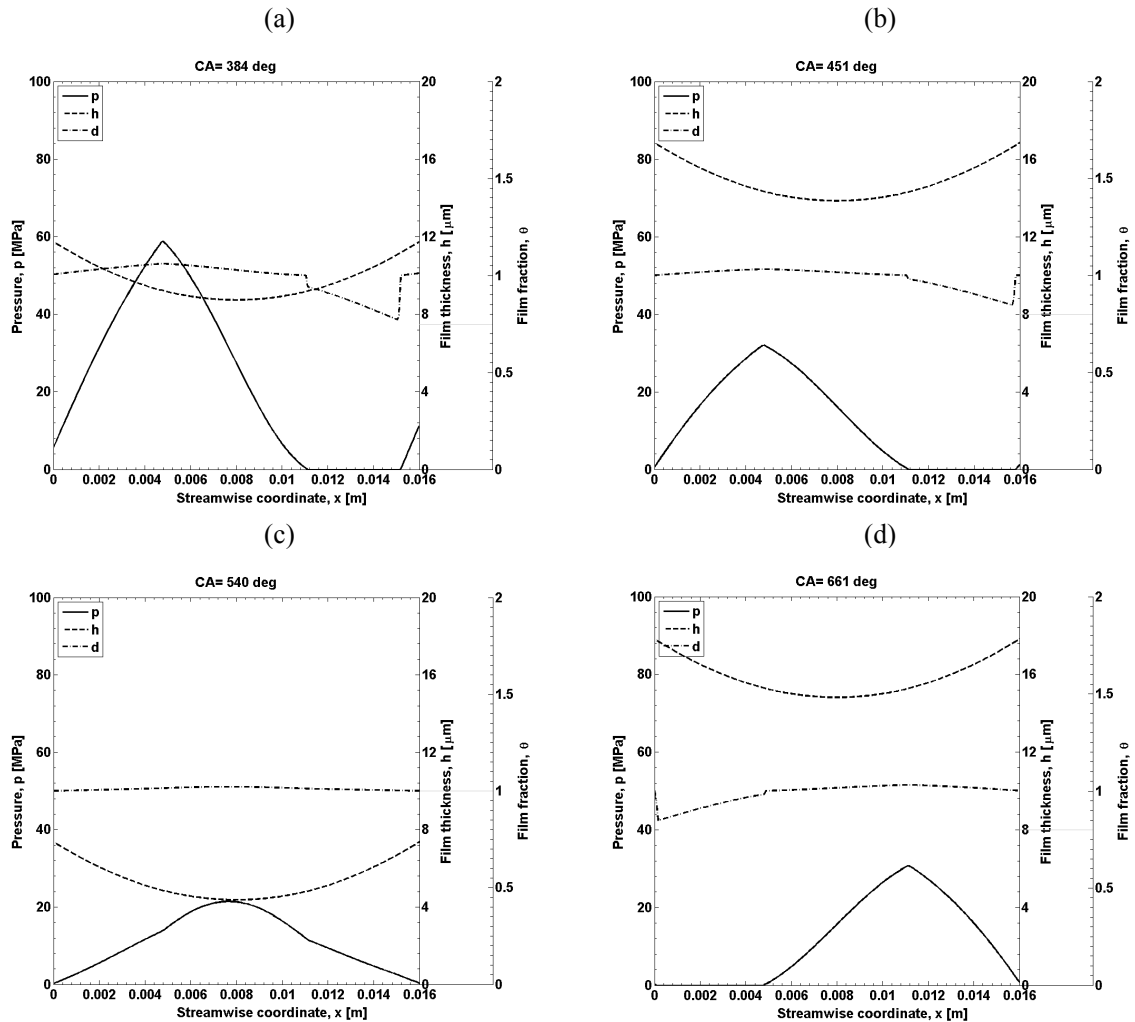 (a)
CA= 384 deg
p
h
d
100
80
60
40
20
0
Pressure, p [MPa]
20
16
12
8
4
0
Film thickness, h [μm]
2
1.5
1
0.5
0
Film fraction, θ
0 0.002 0.004 0.006 0.008 0.01 0.012 0.014 0.016
Streamwise coordinate, x [m]
(b)
CA= 451 deg
p
h
d
100
80
60
40
20
0
Pressure, p [MPa]
20
16
12
8
4
0
Film thickness, h [μm]
2
1.5
1
0.5
0
Film fraction, θ
0 0.002 0.004 0.006 0.008 0.01 0.012 0.014 0.016
Streamwise coordinate, x [m]
(c)
CA= 540 deg
p
h
d
100
80
60
40
20
0
Pressure, p [MPa]
20
16
12
8
4
0
Film thickness, h [μm]
2
1.5
1
0.5
0
Film fraction, θ
0 0.002 0.004 0.006 0.008 0.01 0.012 0.014 0.016
Streamwise coordinate, x [m]
(d)
CA= 661 deg
p
h
d
100
80
60
40
20
0
Pressure, p [MPa]
20
16
12
8
4
0
Film thickness, h [μm]
2
1.5
1
0.5
0
Film fraction, θ
0 0.002 0.004 0.006 0.008 0.01 0.012 0.014 0.016
Streamwise coordinate, x [m]